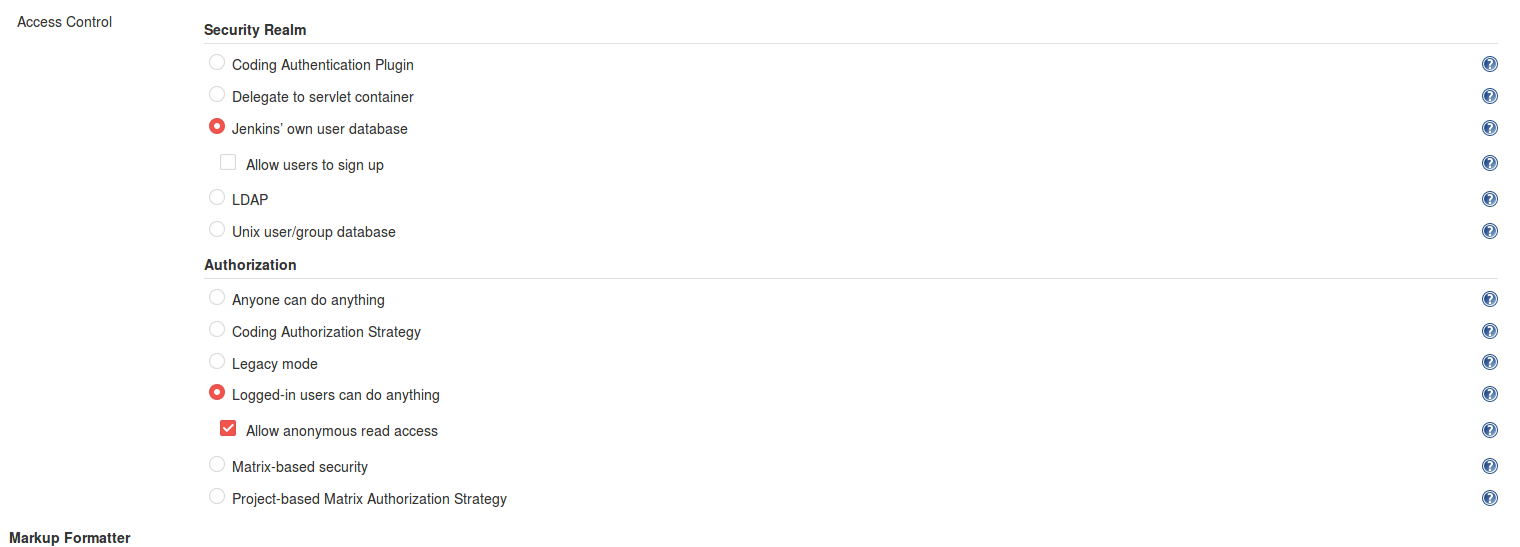 Access Control
Security Realm
Coding Authentication Plugin
Delegate to servlet container
Jenkins’ own user database
Allow users to sign up
LDAP
Unix user/group database
Authorization
Anyone can do anything
Coding Authorization Strategy
Legacy mode
Logged-in users can do anything
Allow anonymous read access
Matrix-based security
Project-based Matrix Authorization Strategy
Markup Formatter